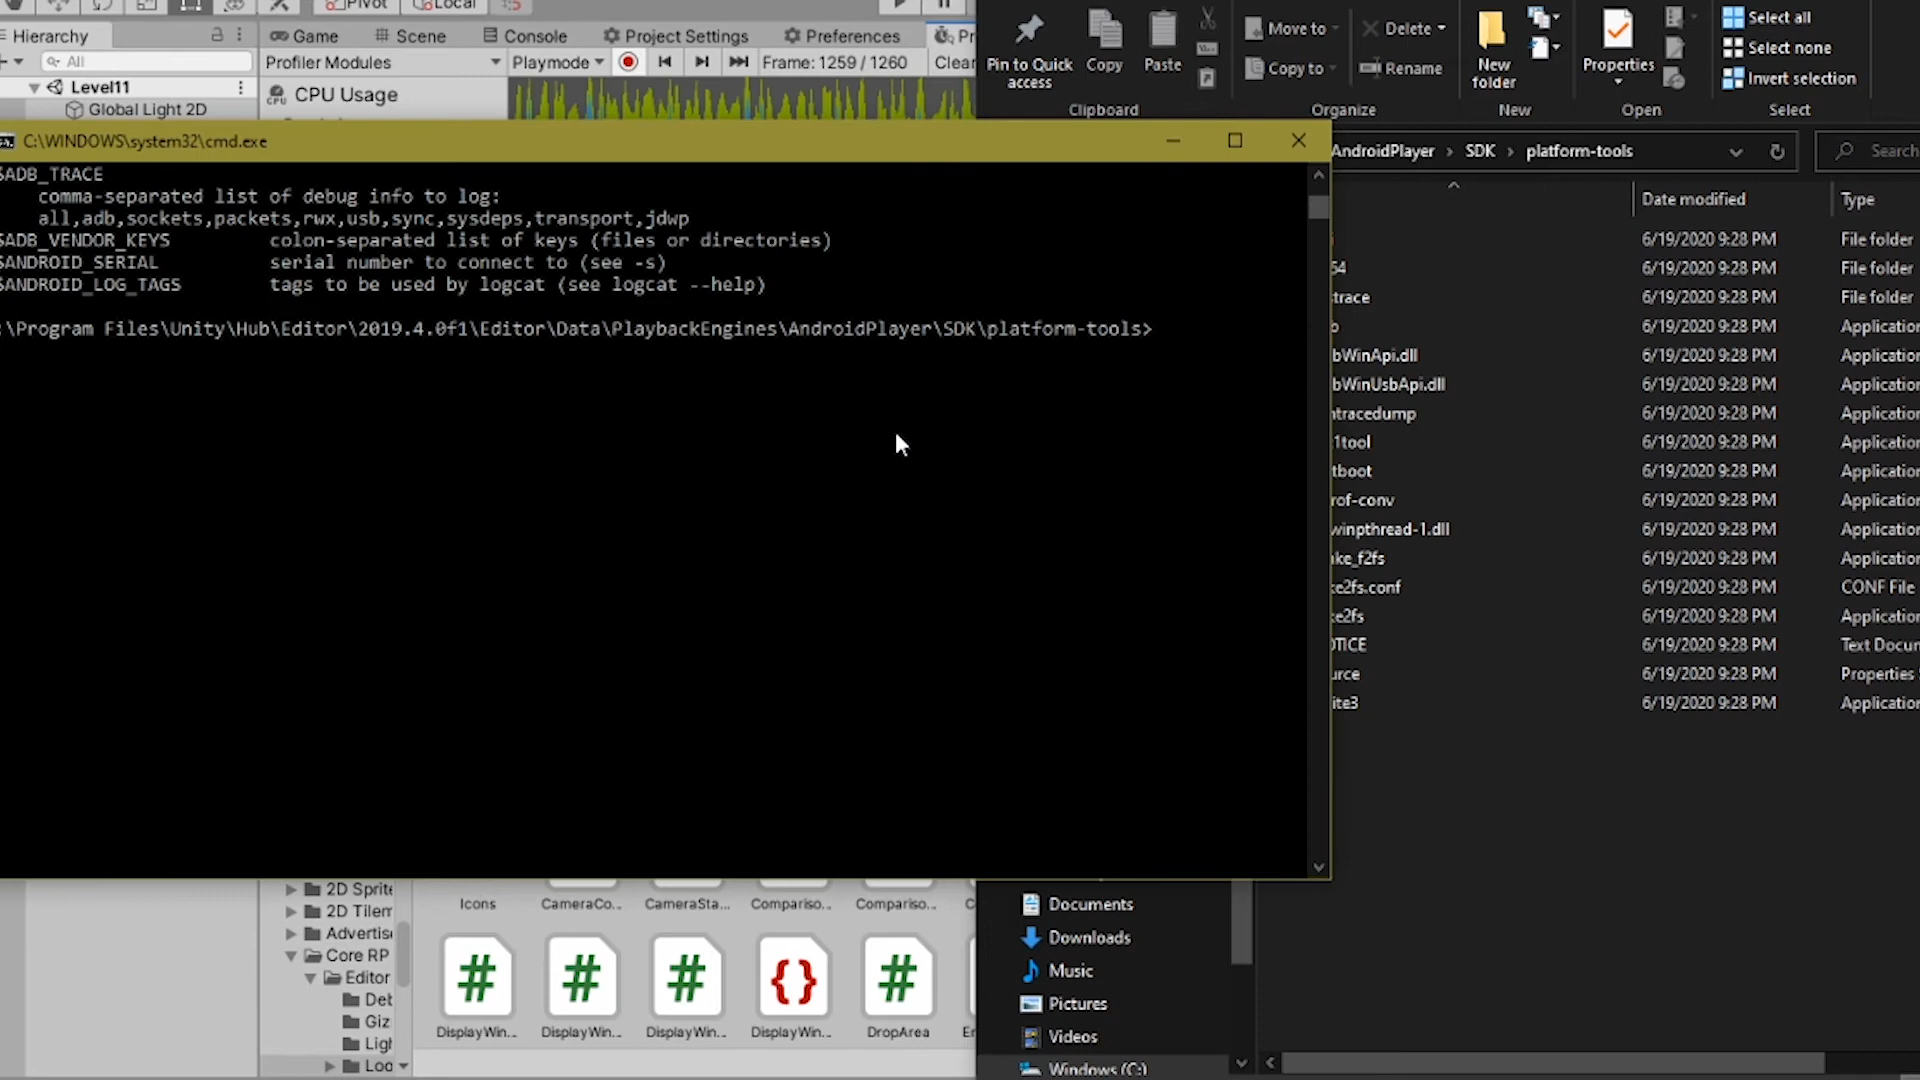 Pivot
Local
Hierarchy
Game
Scene
Console
Project Settings
Preferences
All
Profiler Modules
Playmode
Frame: 1259 / 1260
Clear
Level11
CPU Usage
Global Light 2D
Pin to Quick access
Copy
Paste
Clipboard
Move to
Copy to
Delete
Rename
Organize
New folder
New
Properties
Open
Select all
Select none
Invert selection
Select
C:\WINDOWS\system32\cmd.exe
$ADB_TRACE
comma-separated list of debug info to log:
all,adb,sockets,packets,rwx,usb,sync,sysdeps,transport,jdwp
$ADB_VENDOR_KEYS colon-separated list of keys (files or directories)
$ANDROID_SERIAL serial number to connect to (see -s)
$ANDROID_LOG_TAGS tags to be used by logcat (see logcat --help)
:\Program Files\Unity\Hub\Editor\2019.4.0f1\Editor\Data\PlaybackEngines\AndroidPlayer\SDK\platform-tools>
AndroidPlayer > SDK > platform-tools
Search
Date modified
Type
6/19/2020 9:28 PM File folder
54 6/19/2020 9:28 PM File folder
trace 6/19/2020 9:28 PM File folder
b 6/19/2020 9:28 PM Application
bWinApi.dll 6/19/2020 9:28 PM Application
bWinUsbApi.dll 6/19/2020 9:28 PM Application
ntracedump 6/19/2020 9:28 PM Application
1tool 6/19/2020 9:28 PM Application
tboot 6/19/2020 9:28 PM Application
rof-conv 6/19/2020 9:28 PM Application
winpthread-1.dll 6/19/2020 9:28 PM Application
ke_f2fs 6/19/2020 9:28 PM Application
e2fs.conf 6/19/2020 9:28 PM CONF File
e2fs 6/19/2020 9:28 PM Application
OTICE 6/19/2020 9:28 PM Text Docum
urce 6/19/2020 9:28 PM Properties
ite3 6/19/2020 9:28 PM Application
2D Sprite
2D Tilem
Advertise
Core RP
Editor
Deb
Giz
Ligh
Loo
Icons
CameraCo...
CameraSta...
Compariso...
Compariso...
DisplayWin...
DisplayWin...
DisplayWin...
DisplayWin...
DropArea
Documents
Downloads
Music
Pictures
Videos
Windows (C:)